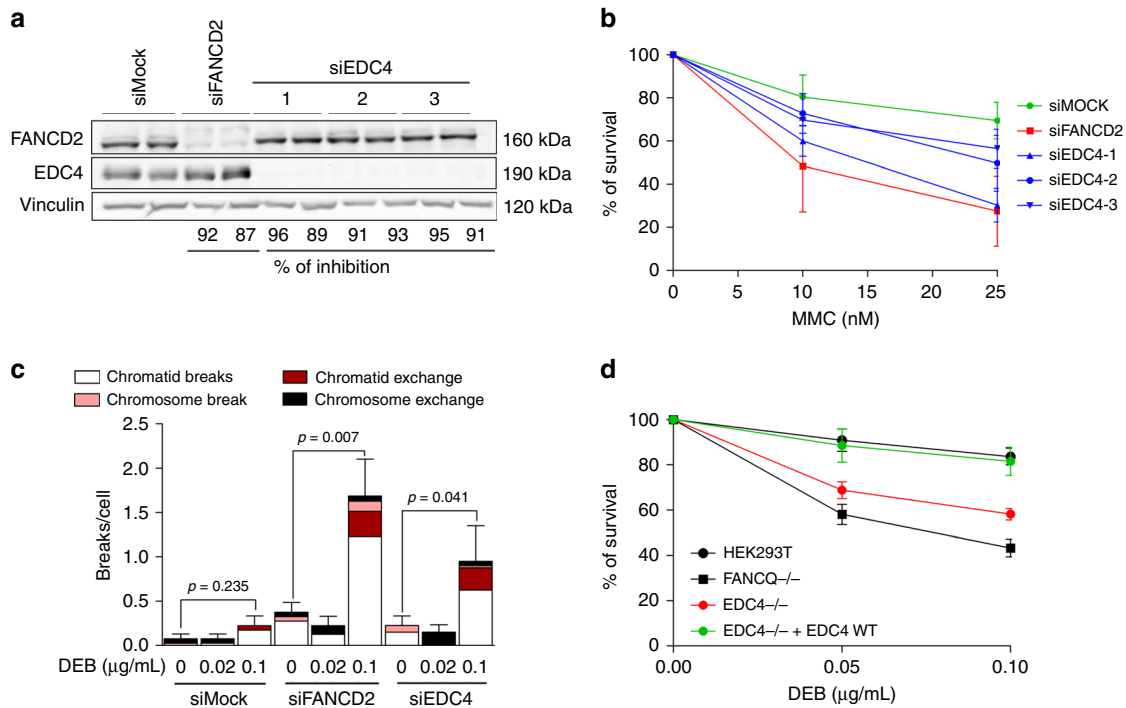 a
siMock
siFANCD2
siEDC4
1 2 3
FANCD2 160 kDa
EDC4 190 kDa
Vinculin 120 kDa
92 87 96 89 91 93 95 91
% of inhibition
b
100
80
60
40
20
0
% of survival
0 5 10 15 20 25
MMC (nM)
siMOCK
siFANCD2
siEDC4-1
siEDC4-2
siEDC4-3
c
Chromatid breaks
Chromatid exchange
Chromosome break
Chromosome exchange
2.5
2.0
1.5
1.0
0.5
0.0
Breaks/cell
p = 0.235
p = 0.007
p = 0.041
DEB (μg/mL) 0 0.02 0.1 0 0.02 0.1 0 0.02 0.1
siMock siFANCD2 siEDC4
d
100
80
60
40
20
0
% of survival
HEK293T
FANCQ–/–
EDC4–/–
EDC4–/– + EDC4 WT
0.00 0.05 0.10
DEB (μg/mL)